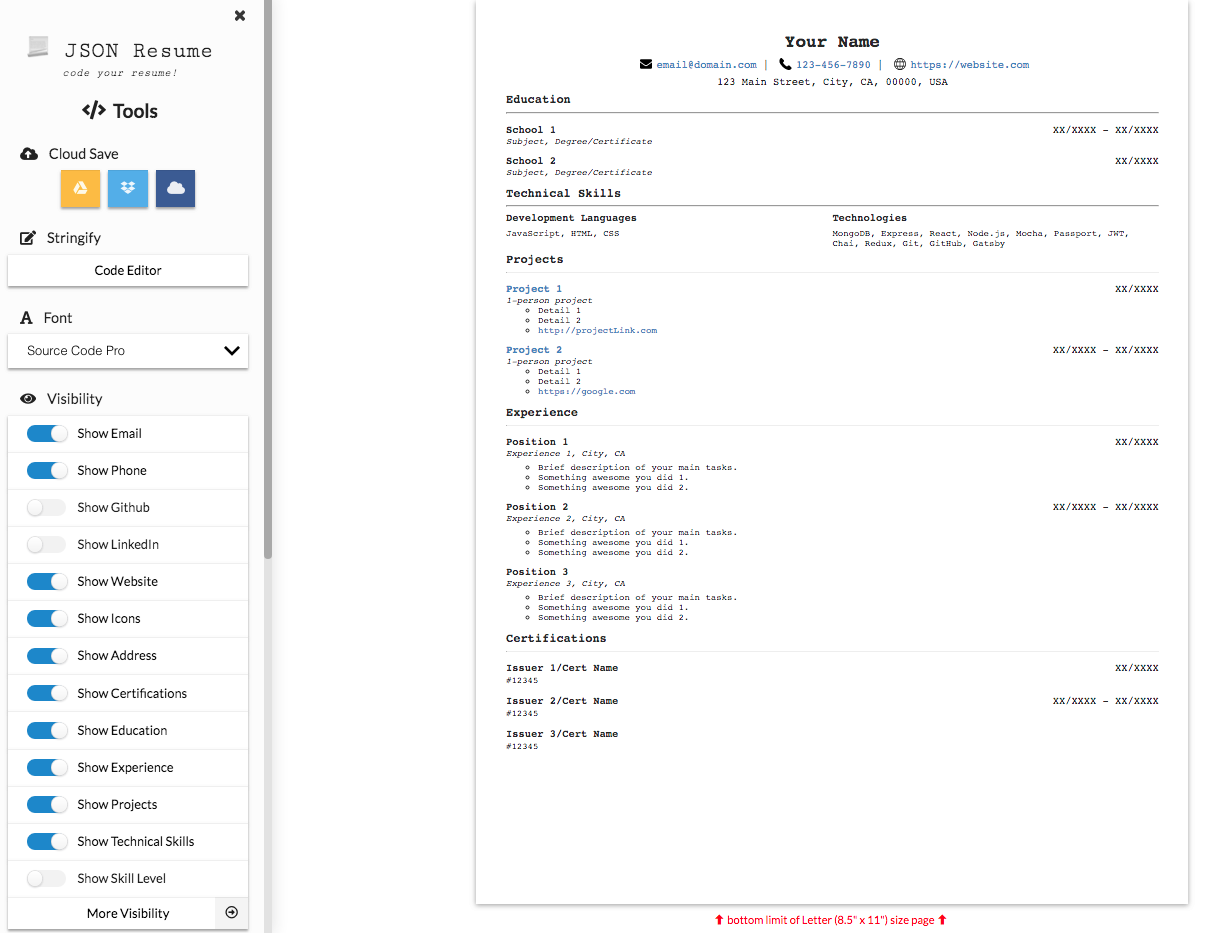 JSON Resume
code your resume!
Tools
Cloud Save
Stringify
Code Editor
Font
Source Code Pro
Visibility
Show Email
Show Phone
Show Github
Show LinkedIn
Show Website
Show Icons
Show Address
Show Certifications
Show Education
Show Experience
Show Projects
Show Technical Skills
Show Skill Level
More Visibility
Your Name
email@domain.com | 123-456-7890 | https://website.com
123 Main Street, City, CA, 00000, USA
Education
School 1 XX/XXXX - XX/XXXX
Subject, Degree/Certificate
School 2 XX/XXXX
Subject, Degree/Certificate
Technical Skills
Development Languages
JavaScript, HTML, CSS
Technologies
MongoDB, Express, React, Node.js, Mocha, Passport, JWT,
Chai, Redux, Git, GitHub, Gatsby
Projects
Project 1 XX/XXXX
1-person project
Detail 1
Detail 2
http://projectLink.com
Project 2 XX/XXXX - XX/XXXX
1-person project
Detail 1
Detail 2
https://google.com
Experience
Position 1 XX/XXXX
Experience 1, City, CA
Brief description of your main tasks.
Something awesome you did 1.
Something awesome you did 2.
Position 2 XX/XXXX - XX/XXXX
Experience 2, City, CA
Brief description of your main tasks.
Something awesome you did 1.
Something awesome you did 2.
Position 3
Experience 3, City, CA
Brief description of your main tasks.
Something awesome you did 1.
Something awesome you did 2.
Certifications
Issuer 1/Cert Name XX/XXXX
#12345
Issuer 2/Cert Name XX/XXXX - XX/XXXX
#12345
Issuer 3/Cert Name
#12345
bottom limit of Letter (8.5" x 11") size page